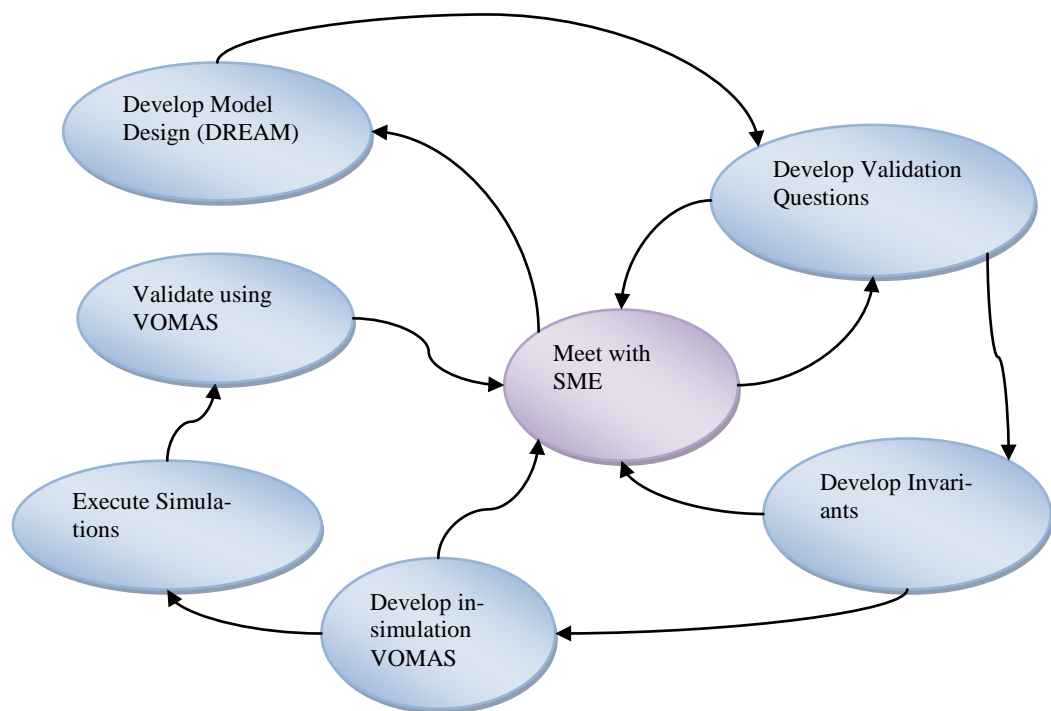 Develop Model
Design (DREAM)
Develop Validation
Questions
Validate using
VOMAS
Meet with
SME
Execute Simula-
tions
Develop Invari-
ants
Develop in-
simulation
VOMAS